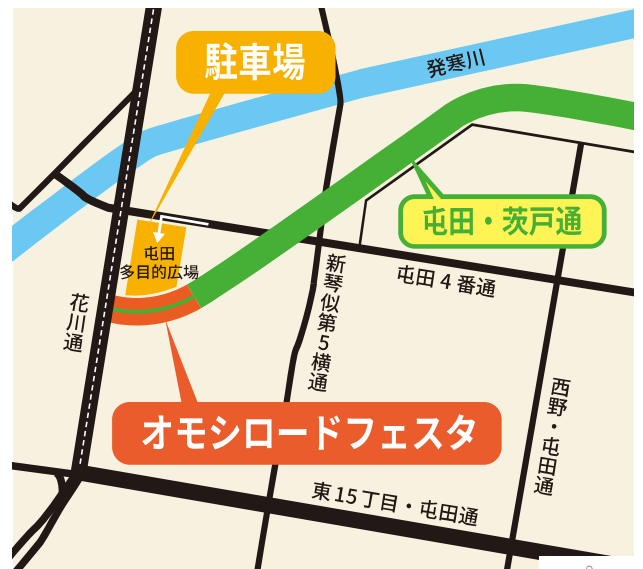 駐車場
発寒川
屯田・茨戸通
屯田
多目的広場
屯田4番通
新琴似第5横通
花川通
西野・屯田通
オモシロードフェスタ
東15丁目・屯田通